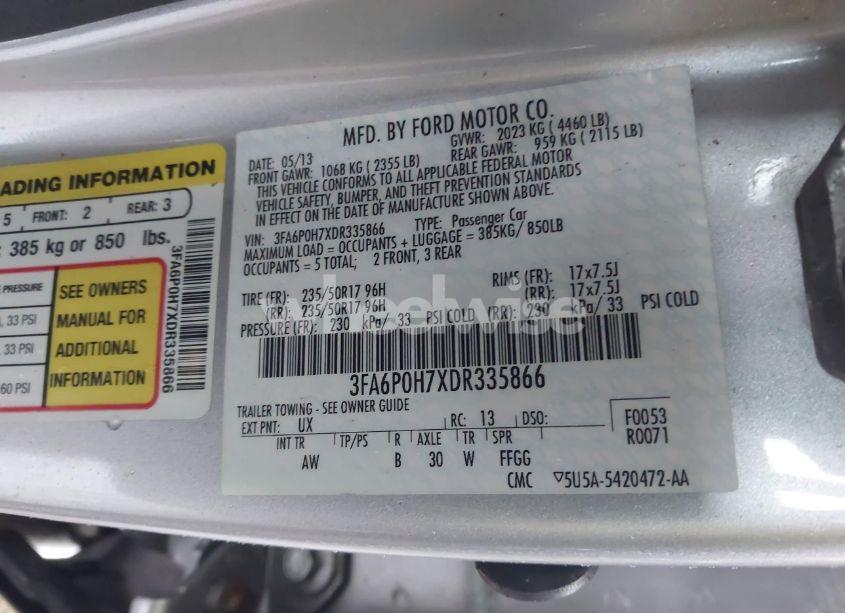 MFD. BY FORD MOTOR CO.
DATE: 05/13
GVWR: 2023 KG ( 4460 LB)
FRONT GAWR: 1068 KG ( 2355 LB)
REAR GAWR: 959 KG ( 2115 LB)
THIS VEHICLE CONFORMS TO ALL APPLICABLE FEDERAL MOTOR
VEHICLE SAFETY, BUMPER, AND THEFT PREVENTION STANDARDS
IN EFFECT ON THE DATE OF MANUFACTURE SHOWN ABOVE.
VIN: 3FA6P0H7XDR335866 TYPE: Passenger Car
MAXIMUM LOAD = OCCUPANTS + LUGGAGE = 385KG/ 850LB
OCCUPANTS = 5 TOTAL; 2 FRONT, 3 REAR
TIRE (FR): 235/50R17 96H RIMS (FR): 17x7.5J
(RR): 235/50R17 96H (RR): 17x7.5J
PRESSURE (FR): 230 kPa/ 33 PSI COLD (RR): 230 kPa/ 33 PSI COLD
3FA6P0H7XDR335866
TRAILER TOWING - SEE OWNER GUIDE
EXT PNT: UX RC: 13 DSO: F0053
R0071
INT TR TP/PS R AXLE TR SPR
AW B 30 W FFGG
CMC ▽5U5A-5420472-AA
LOADING INFORMATION
5 FRONT: 2 REAR: 3
: 385 kg or 850 lbs.
PRESSURE
33 PSI
33 PSI
60 PSI
SEE OWNERS
MANUAL FOR
ADDITIONAL
INFORMATION
3FA6P0H7XDR335866
wheelwise